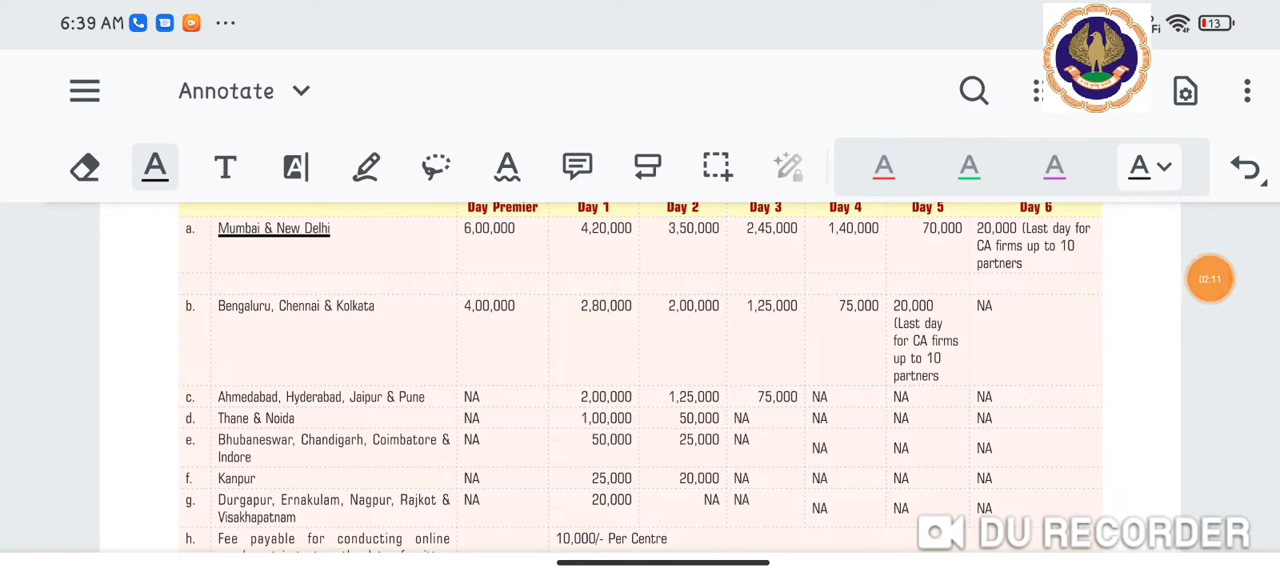 6:39 AM
13
Fi
Annotate
T
Day Premier Day 1 Day 2 Day 3 Day 4 Day 5 Day 6
a. Mumbai & New Delhi 6,00,000 4,20,000 3,50,000 2,45,000 1,40,000 70,000 20,000 (Last day for
CA firms up to 10
partners
b. Bengaluru, Chennai & Kolkata 4,00,000 2,80,000 2,00,000 1,25,000 75,000 20,000 NA
(Last day
for CA firms
up to 10
partners
02:11
c. Ahmedabad, Hyderabad, Jaipur & Pune NA 2,00,000 1,25,000 75,000 NA NA NA
d. Thane & Noida NA 1,00,000 50,000 NA NA NA NA
e. Bhubaneswar, Chandigarh, Coimbatore & NA 50,000 25,000 NA NA NA NA
Indore
f. Kanpur NA 25,000 20,000 NA NA NA NA
g. Durgapur, Ernakulam, Nagpur, Rajkot & NA 20,000 NA NA NA NA NA
Visakhapatnam
h. Fee payable for conducting online 10,000/- Per Centre
DU RECORDER